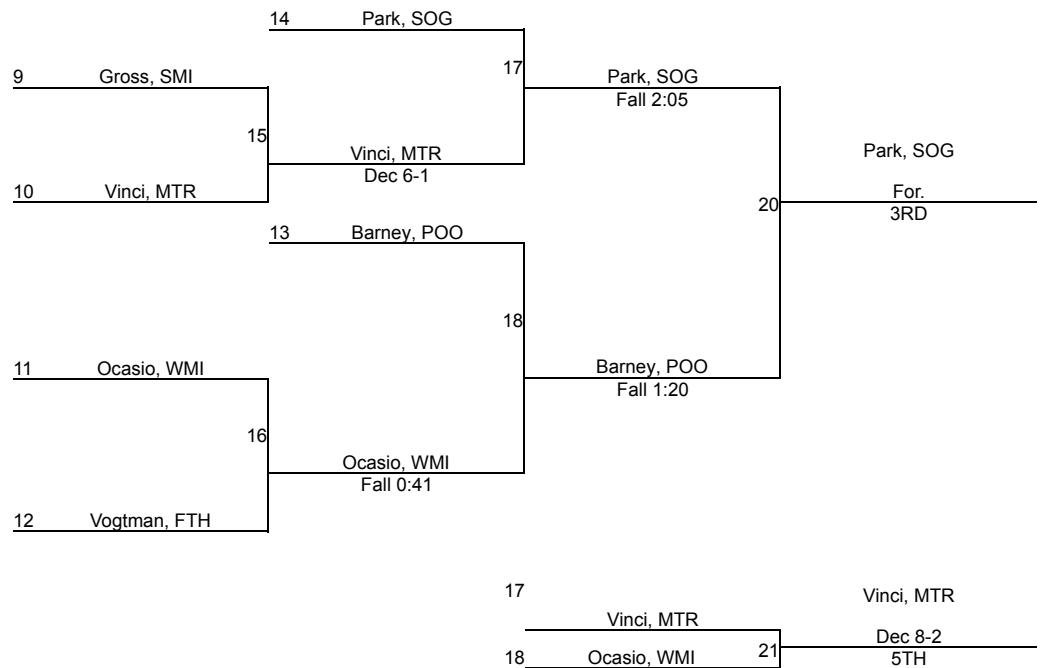 14 Park, SOG
9 Gross, SMI
17
Park, SOG
Fall 2:05
15
Vinci, MTR
Dec 6-1
Park, SOG
10 Vinci, MTR
For.
20
3RD
13 Barney, POO
18
11 Ocasio, WMI
Barney, POO
Fall 1:20
16
Ocasio, WMI
Fall 0:41
12 Vogtman, FTH
17
Vinci, MTR
Vinci, MTR
Dec 8-2
18 Ocasio, WMI
21
5TH